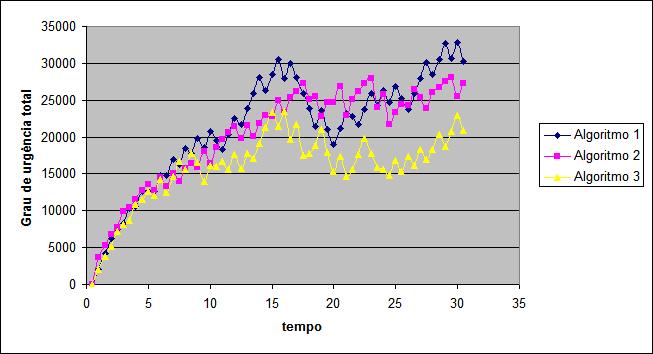 Grau de urgência total
35000
30000
25000
20000
15000
10000
5000
0
0 5 10 15 20 25 30 35
tempo
Algoritmo 1
Algoritmo 2
Algoritmo 3